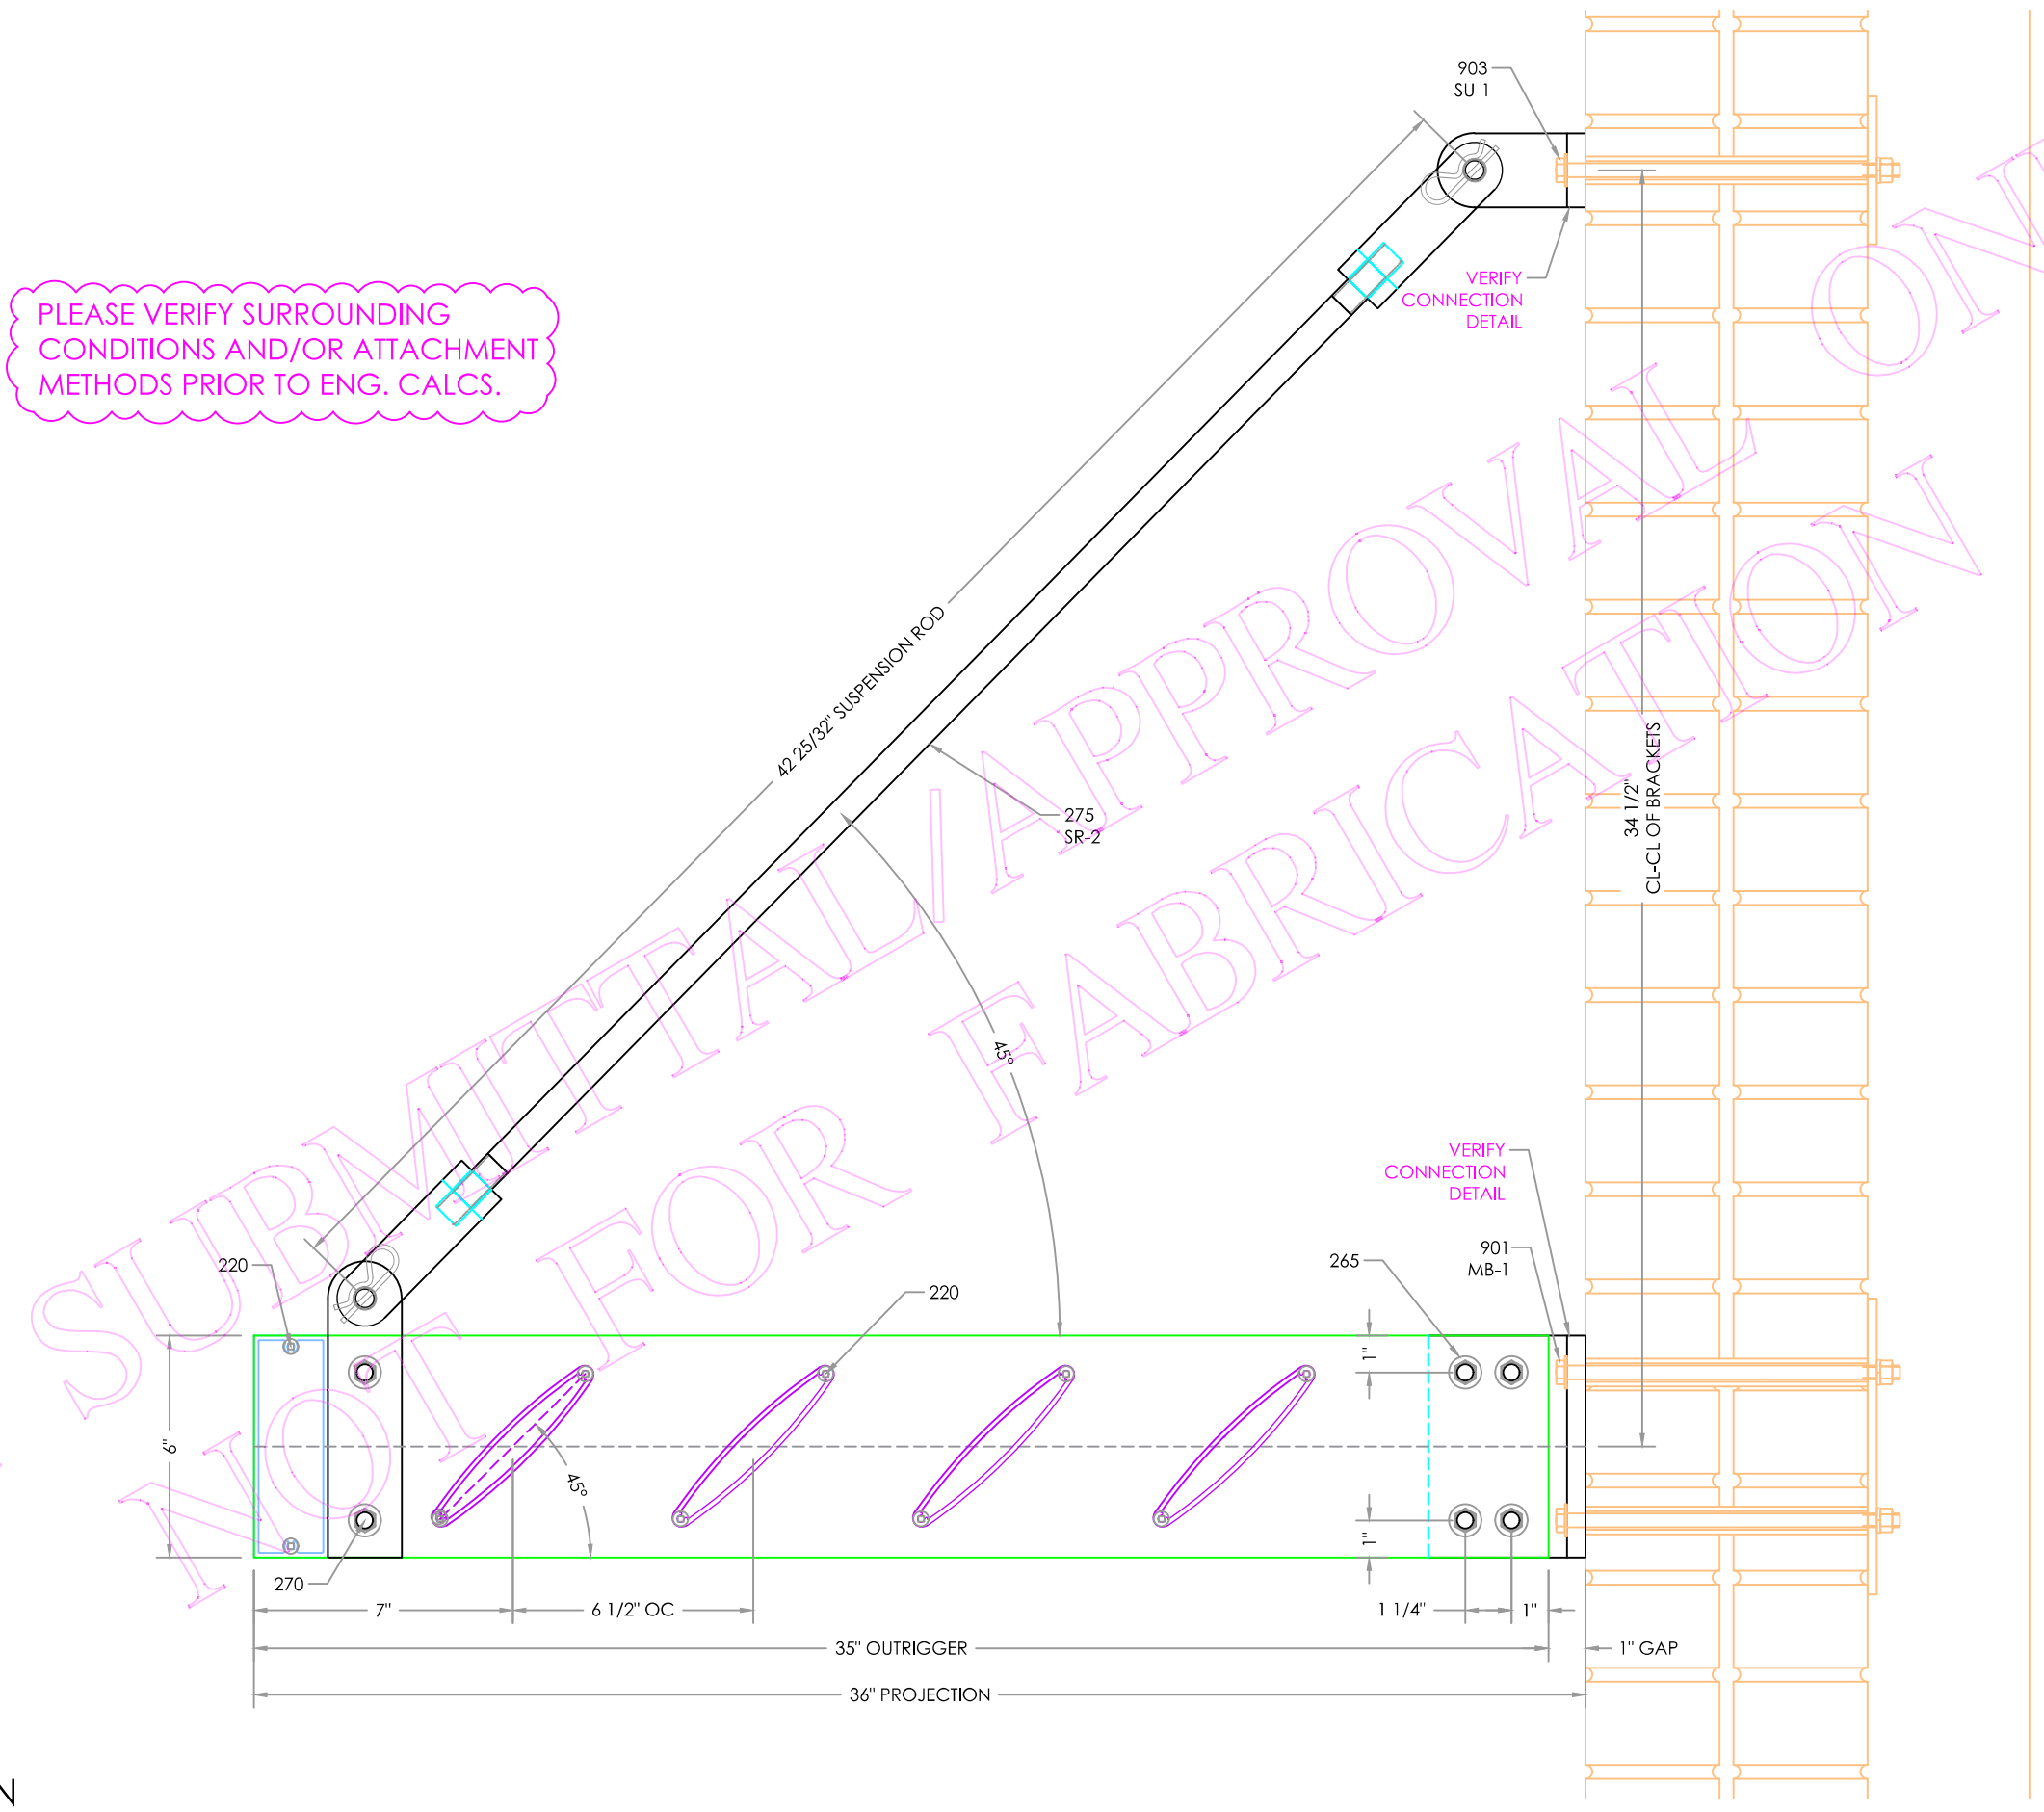 903
SU-1
VERIFY
CONNECTION
DETAIL
PLEASE VERIFY SURROUNDING
CONDITIONS AND/OR ATTACHMENT
METHODS PRIOR TO ENG. CALCS.
42 25/32" SUSPENSION ROD
275
SR-2
34 1/2"
CL-CL OF BRACKETS
45°
SUBMITTAL/APPROVAL ON
NOT FOR FABRICATION
VERIFY
CONNECTION
DETAIL
901
MB-1
265
220
220
1"
6"
45°
1"
270
7"
6 1/2" OC
1 1/4"
1"
35" OUTRIGGER
1" GAP
36" PROJECTION
N